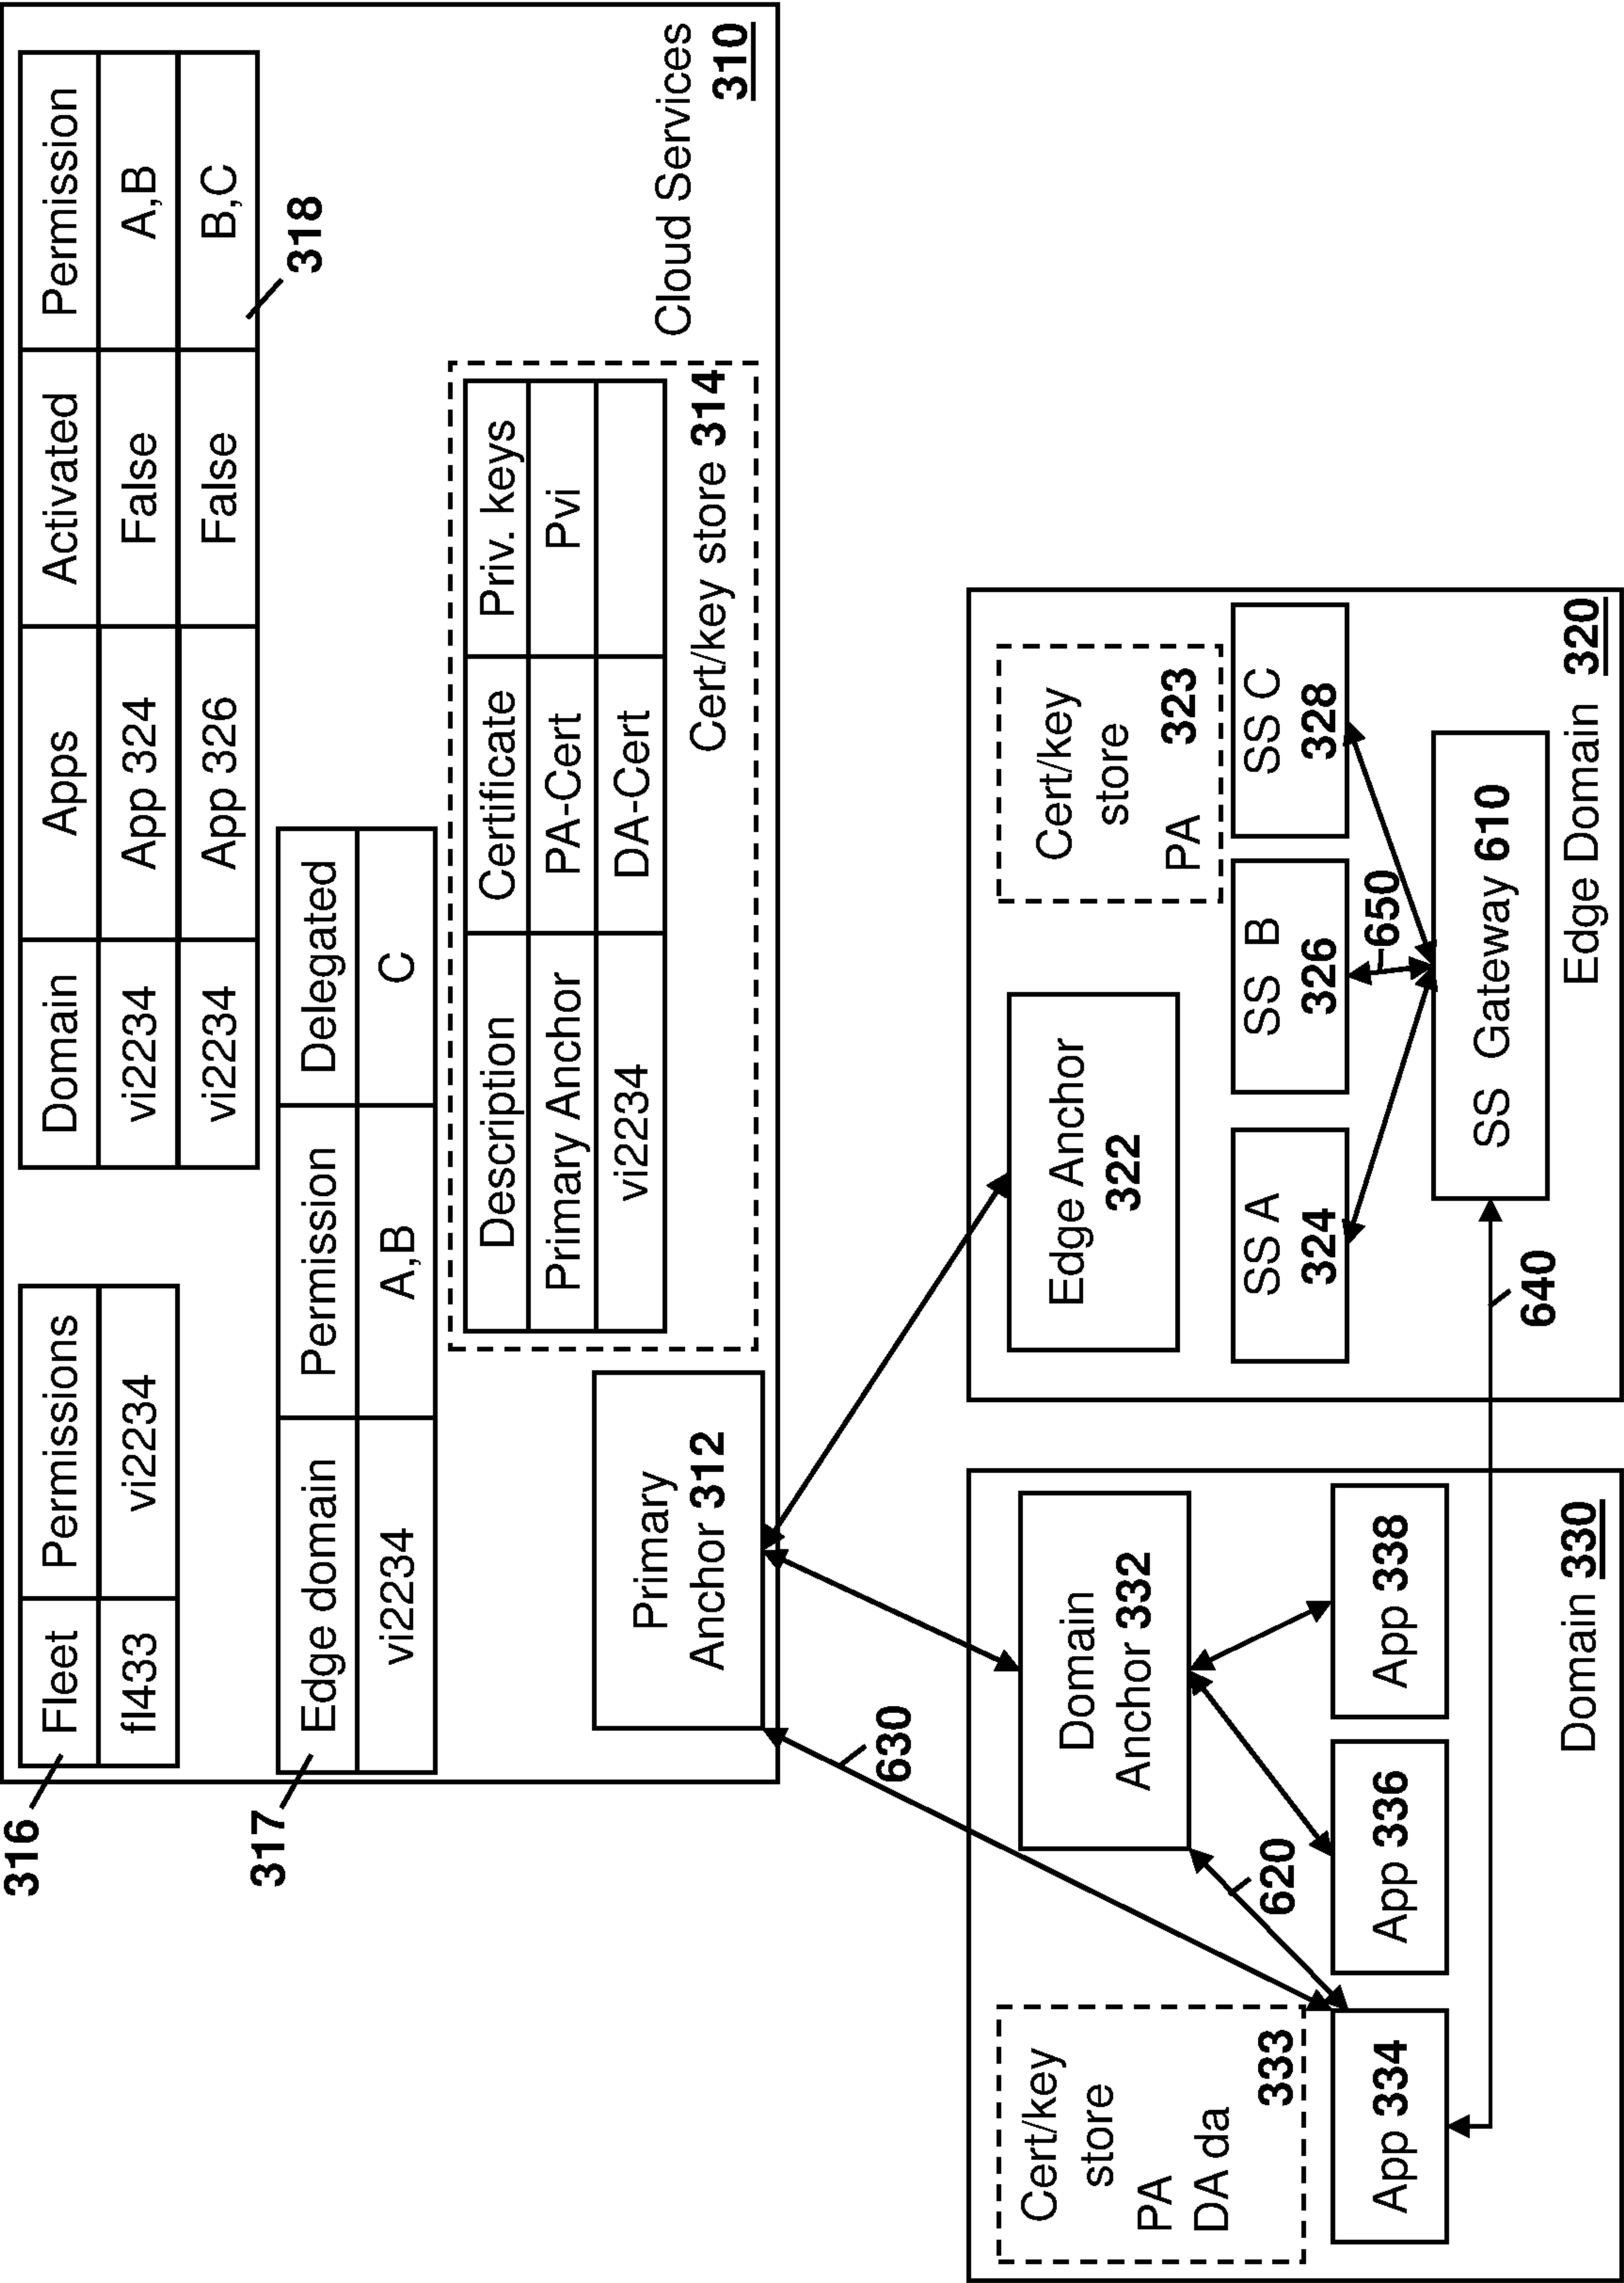 316
Fleet Permissions
fl433 vi2234
Domain Apps Activated Permission
vi2234 App 324 False A,B
vi2234 App 326 False B,C
318
317
Edge domain Permission Delegated
vi2234 A,B C
Description Certificate Priv. keys
Primary Anchor PA-Cert Pvi
vi2234 DA-Cert
Cert/key store 314
Primary
Anchor 312
Cloud Services
310
630
Cert/key
store
PA
DA da
333
Domain
Anchor 332
620
App 334
App 336
App 338
Domain 330
Edge Anchor
322
Cert/key
store
PA 323
SS A
324
SS B
326
SS C
328
650
640
SS Gateway 610
Edge Domain 320